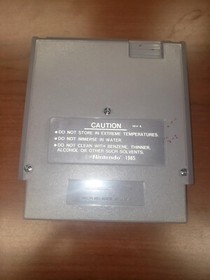 CAUTION
●DO NOT STORE IN EXTREME TEMPERATURES.
●DO NOT IMMERSE IN WATER.
●DO NOT CLEAN WITH BENZENE, THINNER,
ALCOHOL OR OTHER SUCH SOLVENTS.
Nintendo 1985